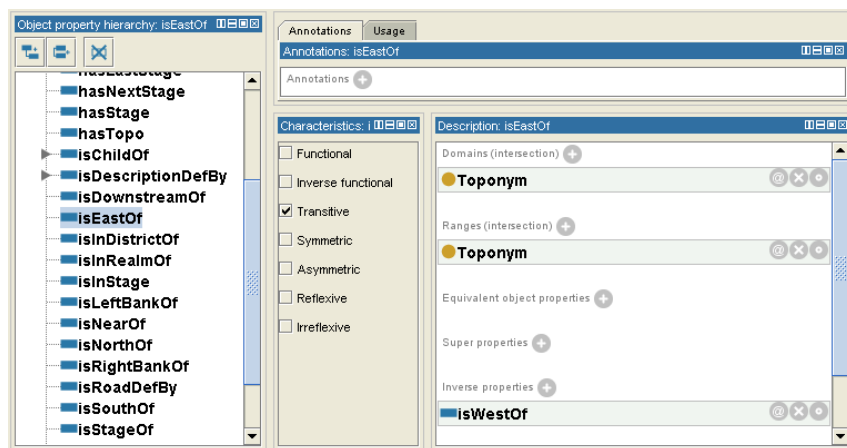 Object property hierarchy: isEastOf
hasNextStage
hasStage
hasTopo
isChildOf
isDescriptionDefBy
isDownstreamOf
isEastOf
isInDistrictOf
isInRealmOf
isInStage
isLeftBankOf
isNearOf
isNorthOf
isRightBankOf
isRoadDefBy
isSouthOf
isStageOf
Annotations Usage
Annotations: isEastOf
Annotations
Characteristics: i
Functional
Inverse functional
Transitive
Symmetric
Asymmetric
Reflexive
Irreflexive
Description: isEastOf
Domains (intersection)
Toponym
Ranges (intersection)
Toponym
Equivalent object properties
Super properties
Inverse properties
isWestOf